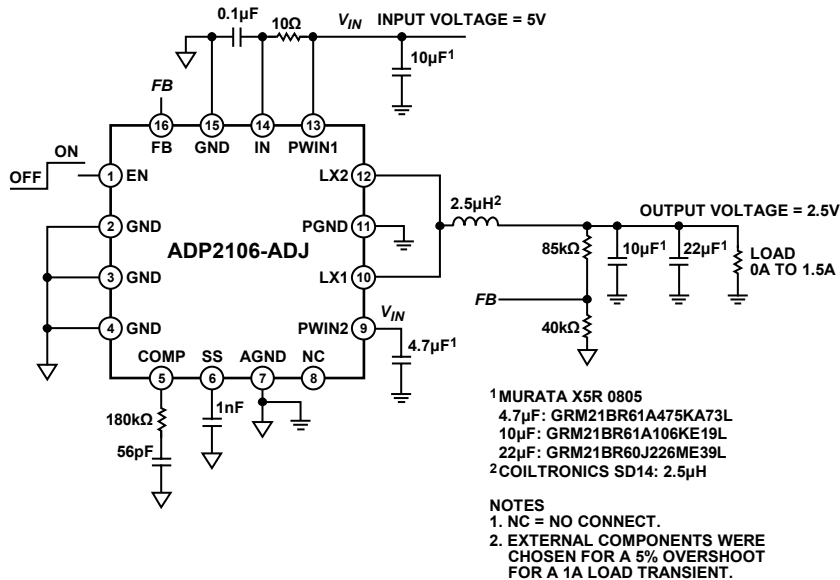 0.1µF
10Ω
VIN
INPUT VOLTAGE = 5V
10µF1
FB
16
15
14
13
FB
GND
IN
PWIN1
ON
OFF
1
EN
LX2
12
2.5µH2
OUTPUT VOLTAGE = 2.5V
2
GND
PGND
11
85kΩ
10µF1
22µF1
LOAD
0A TO 1.5A
ADP2106-ADJ
3
GND
LX1
10
FB
VIN
4
GND
PWIN2
9
40kΩ
4.7µF1
COMP
SS
AGND
NC
5
6
7
8
180kΩ
1nF
56pF
1MURATA X5R 0805
4.7µF: GRM21BR61A475KA73L
10µF: GRM21BR61A106KE19L
22µF: GRM21BR60J226ME39L
2COILTRONICS SD14: 2.5µH
NOTES
1. NC = NO CONNECT.
2. EXTERNAL COMPONENTS WERE
CHOSEN FOR A 5% OVERSHOOT
FOR A 1A LOAD TRANSIENT.